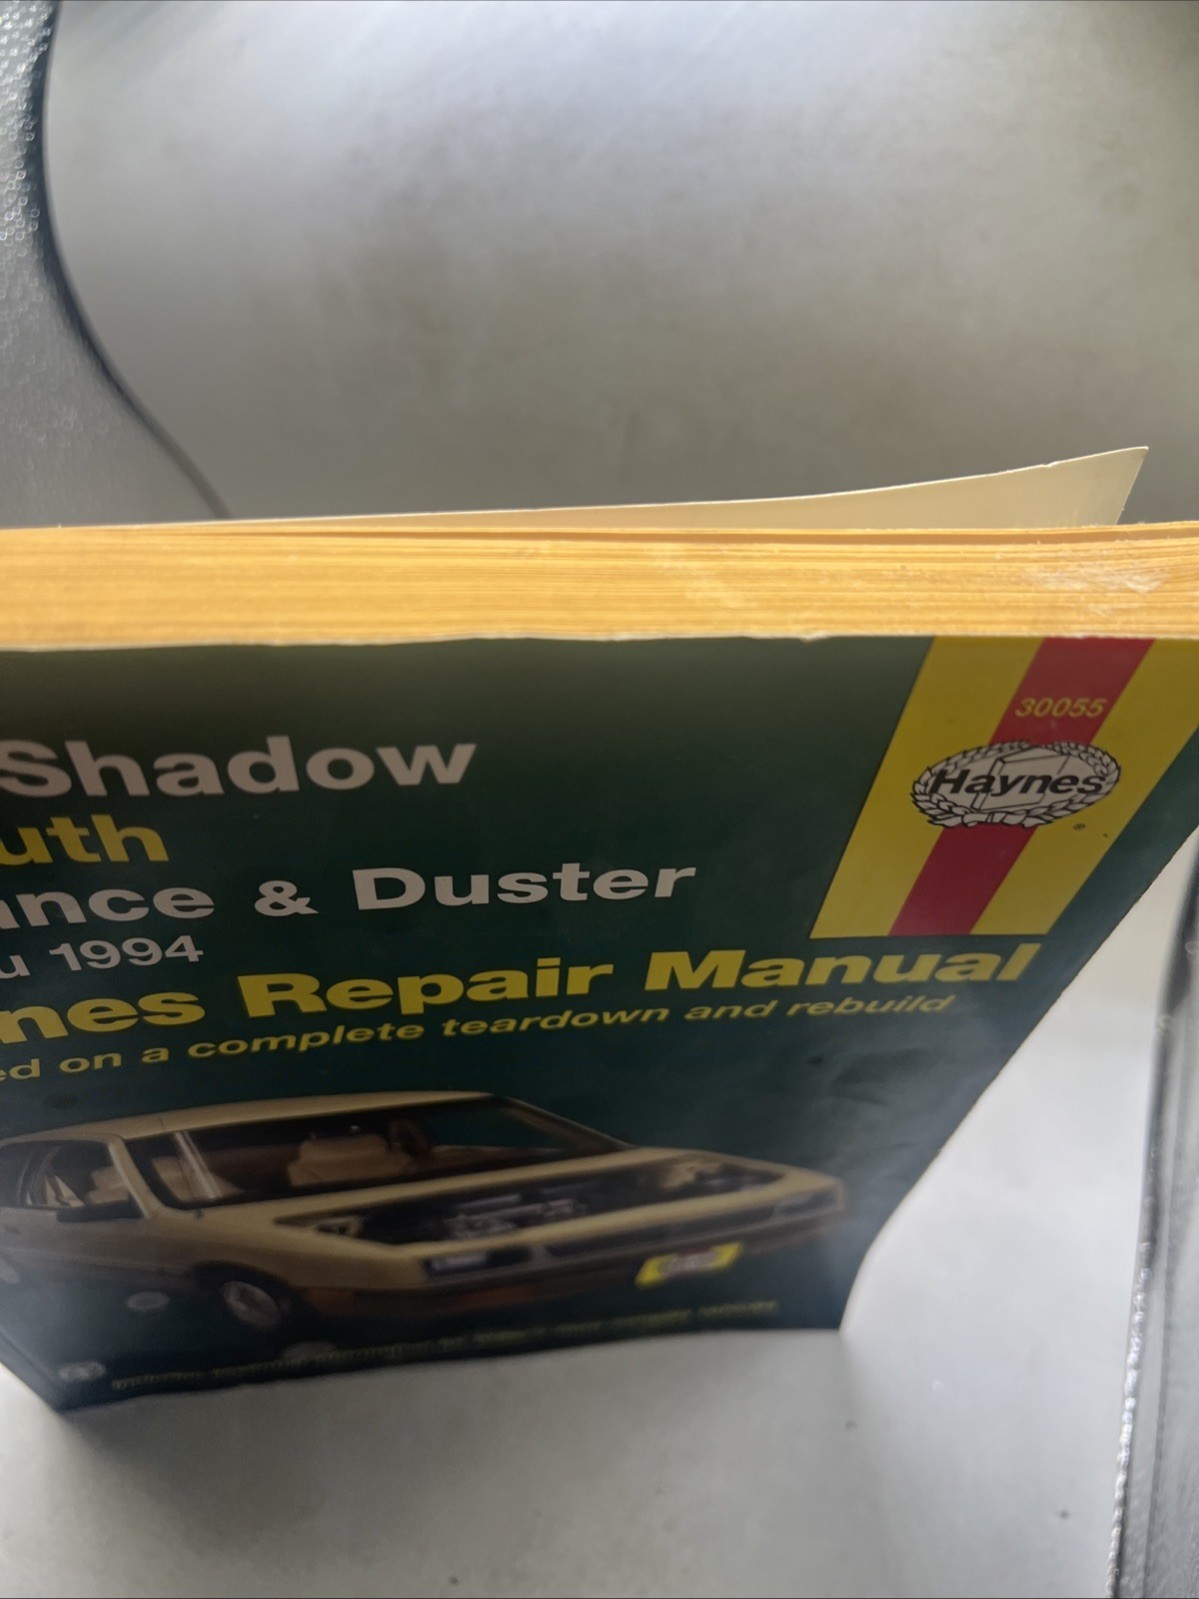 30055
Haynes
®
Shadow
uth
nce & Duster
u 1994
nes Repair Manual
ed on a complete teardown and rebuild